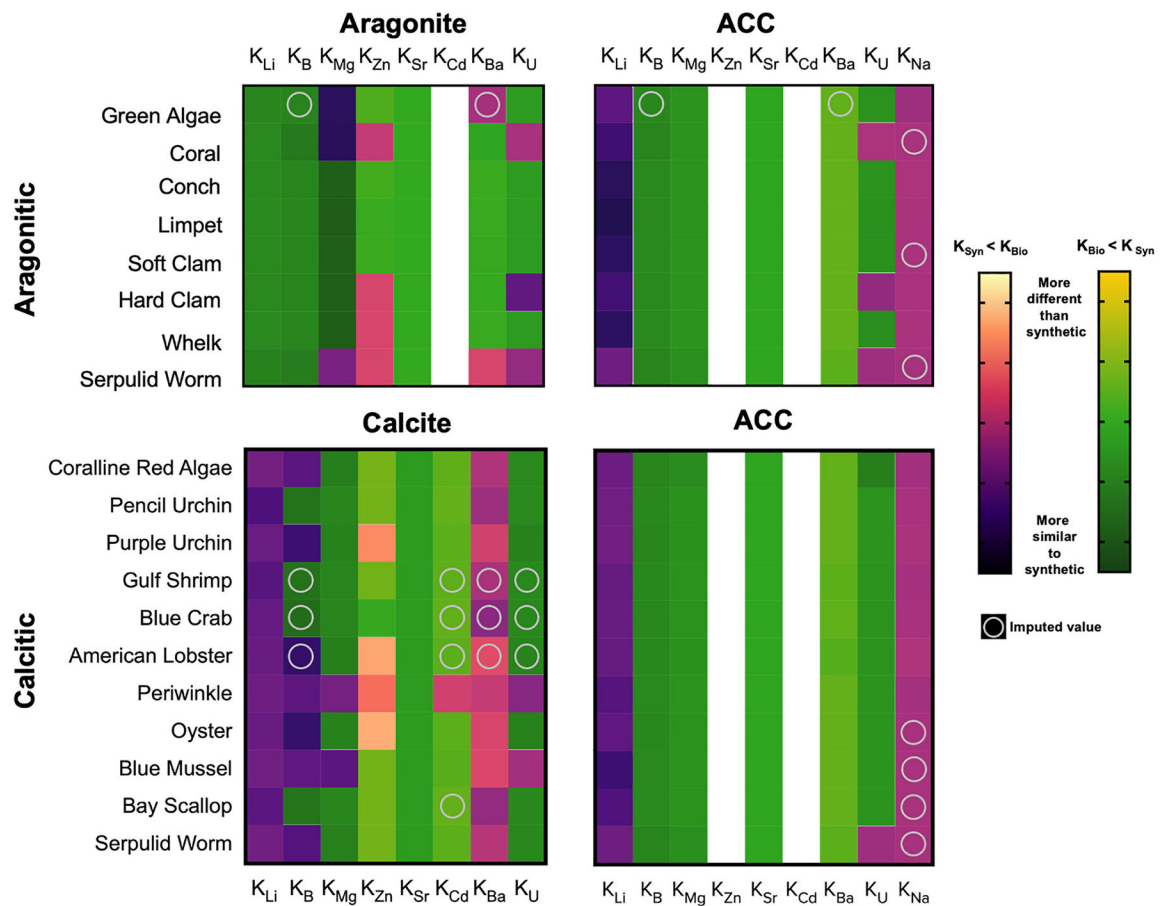 Aragonite ACC
K_Li K_B K_Mg K_Zn K_Sr K_Cd K_Ba K_U K_Li K_B K_Mg K_Zn K_Sr K_Cd K_Ba K_U K_Na
Aragonitic
Green Algae
Coral
Conch
Limpet
Soft Clam
Hard Clam
Whelk
Serpulid Worm
Calcite ACC
Calcitic
Coralline Red Algae
Pencil Urchin
Purple Urchin
Gulf Shrimp
Blue Crab
American Lobster
Periwinkle
Oyster
Blue Mussel
Bay Scallop
Serpulid Worm
K_Li K_B K_Mg K_Zn K_Sr K_Cd K_Ba K_U K_Li K_B K_Mg K_Zn K_Sr K_Cd K_Ba K_U K_Na
K_Syn < K_Bio K_Bio < K_Syn
More
different
than
synthetic
More
similar
to
synthetic
Imputed value